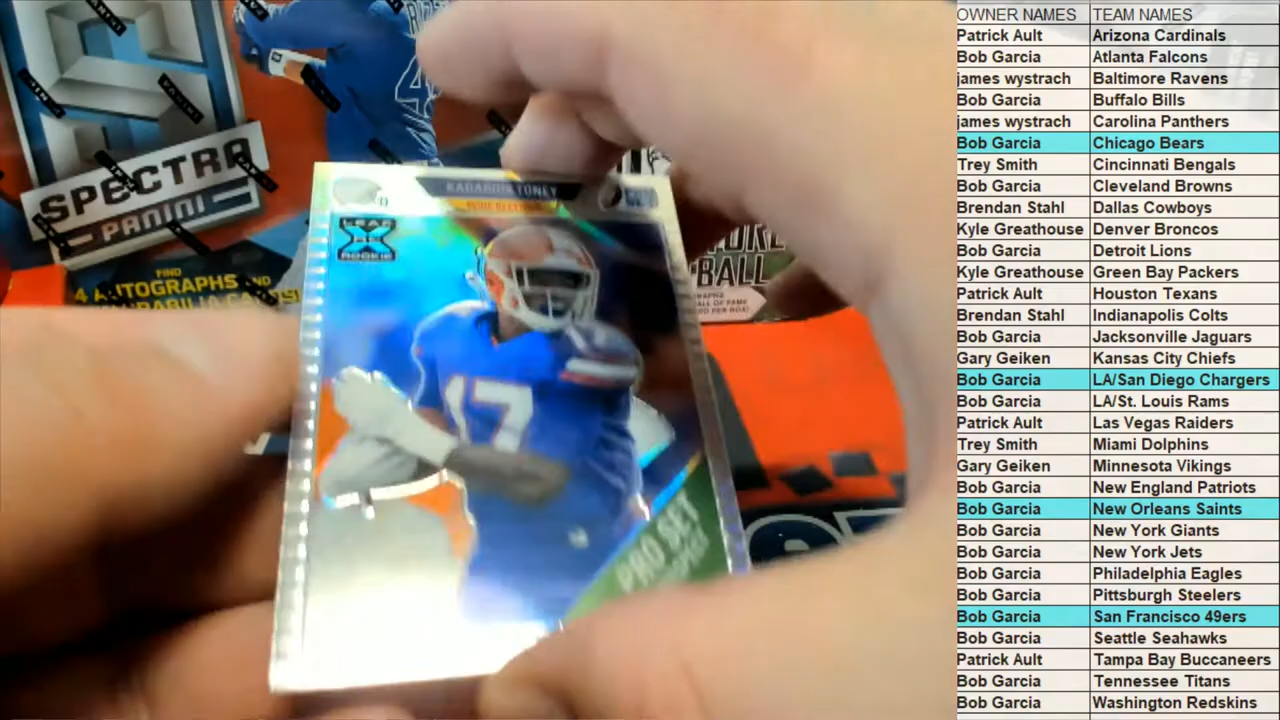 SPECTRA
PANINI
FIND
4 AUTOGRAPHS AND
KADARIUS TONEY
WIDE RECEIVER
LEAF
X
ROOKIE
17
PRO SET
BALL
OWNER NAMES TEAM NAMES
Patrick Ault Arizona Cardinals
Bob Garcia Atlanta Falcons
james wystrach Baltimore Ravens
Bob Garcia Buffalo Bills
james wystrach Carolina Panthers
Bob Garcia Chicago Bears
Trey Smith Cincinnati Bengals
Bob Garcia Cleveland Browns
Brendan Stahl Dallas Cowboys
Kyle Greathouse Denver Broncos
Bob Garcia Detroit Lions
Kyle Greathouse Green Bay Packers
Patrick Ault Houston Texans
Brendan Stahl Indianapolis Colts
Bob Garcia Jacksonville Jaguars
Gary Geiken Kansas City Chiefs
Bob Garcia LA/San Diego Chargers
Bob Garcia LA/St. Louis Rams
Patrick Ault Las Vegas Raiders
Trey Smith Miami Dolphins
Gary Geiken Minnesota Vikings
Bob Garcia New England Patriots
Bob Garcia New Orleans Saints
Bob Garcia New York Giants
Bob Garcia New York Jets
Bob Garcia Philadelphia Eagles
Bob Garcia Pittsburgh Steelers
Bob Garcia San Francisco 49ers
Bob Garcia Seattle Seahawks
Patrick Ault Tampa Bay Buccaneers
Bob Garcia Tennessee Titans
Bob Garcia Washington Redskins